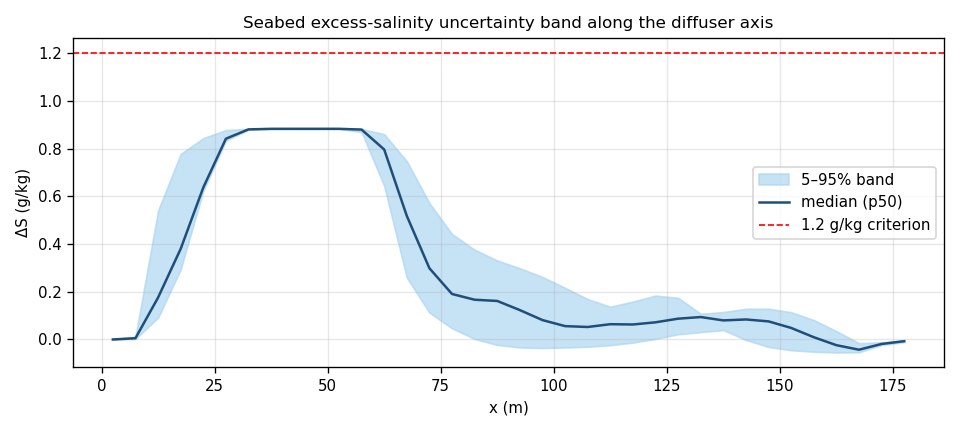 Seabed excess-salinity uncertainty band along the diffuser axis
ΔS (g/kg)
1.2
1.0
0.8
0.6
0.4
0.2
0.0
5–95% band
median (p50)
1.2 g/kg criterion
0 25 50 75 100 125 150 175
x (m)